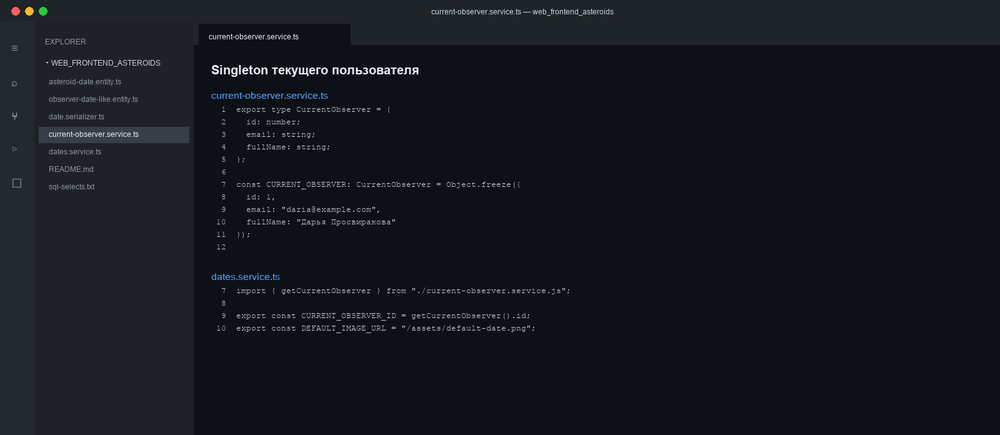 current-observer.service.ts — web_frontend_asteroids
EXPLORER
WEB_FRONTEND_ASTEROIDS
asteroid-date.entity.ts
observer-date-like.entity.ts
date.serializer.ts
current-observer.service.ts
dates.service.ts
README.md
sql-selects.txt
current-observer.service.ts
Singleton текущего пользователя
current-observer.service.ts
1 export type CurrentObserver = {
2 id: number;
3 email: string;
4 fullName: string;
5 };
6
7 const CURRENT_OBSERVER: CurrentObserver = Object.freeze({
8 id: 1,
9 email: "daria@example.com",
10 fullName: "Дарья Просвиракова"
11 });
12
dates.service.ts
7 import { getCurrentObserver } from "./current-observer.service.js";
8
9 export const CURRENT_OBSERVER_ID = getCurrentObserver().id;
10 export const DEFAULT_IMAGE_URL = "/assets/default-date.png";